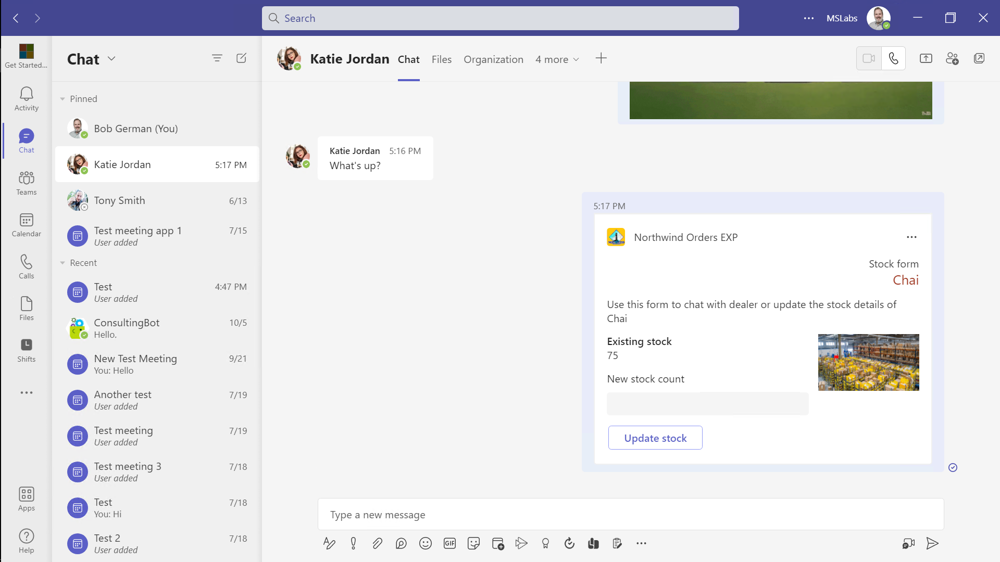 Search
MSLabs
Get Started...
Activity
Chat
Teams
Calendar
Calls
Files
Shifts
Apps
Help
Chat
Pinned
Bob German (You)
Katie Jordan 5:17 PM
Tony Smith 6/13
Test meeting app 1 7/15
User added
Recent
Test 4:47 PM
User added
ConsultingBot 10/5
Hello.
New Test Meeting 9/21
You: Hello
Another test 7/19
User added
Test meeting 7/19
User added
Test meeting 3 7/18
User added
Test 7/18
You: Hi
Test 2 7/18
User added
Katie Jordan Chat Files Organization 4 more
Katie Jordan 5:16 PM
What's up?
5:17 PM
Northwind Orders EXP
Stock form
Chai
Use this form to chat with dealer or update the stock details of
Chai
Existing stock
75
New stock count
Update stock
Type a new message
GIF